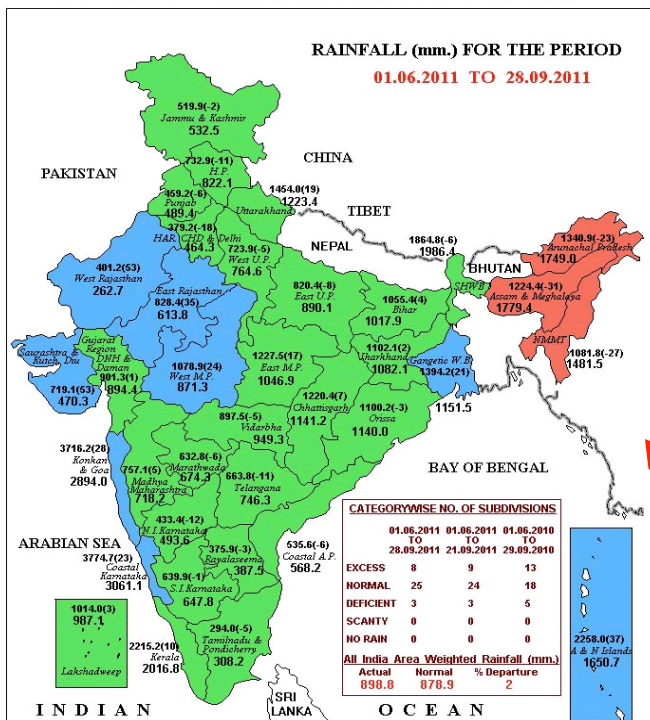 RAINFALL (mm.) FOR THE PERIOD
01.06.2011 TO 28.09.2011
519.9(-2)
Jammu & Kashmir
532.5
732.9(-11)
H.P.
822.1
CHINA
PAKISTAN
459.2(-6)
Punjab
489.4
1454.0(19)
1223.4
Uttarakhand
TIBET
379.2(-18)
HAR CHD & Delhi
464.3
723.9(-5)
West U.P.
764.6
NEPAL
1864.8(-6)
1986.4
1340.9(-23)
Arunachal Pradesh
1749.0
BHUTAN
SHWB
1224.4(-31)
Assam & Meghalaya
1779.4
401.2(53)
West Rajasthan
262.7
East Rajasthan
828.4(35)
613.8
820.4(-8)
East U.P.
890.1
1055.4(4)
Bihar
1017.9
NMMT
1081.8(-27)
1481.5
Gujarat
Region
DNH &
Daman
901.3(1)
894.4
Saurashtra &
Kutch, Diu
719.1(53)
470.3
1078.9(24)
West M.P.
871.3
1227.5(17)
East M.P.
1046.9
1102.1(2)
Jharkhand
1082.1
Gangetic W.B.
1394.2(21)
1151.5
1220.4(7)
Chhattisgarh
1141.2
1100.2(-3)
Orissa
1140.0
897.5(-5)
Vidarbha
949.3
3716.2(28)
Konkan
& Goa
2894.0
757.1(5)
Madhya
Maharashtra
718.2
632.8(-6)
Marathwada
674.3
663.8(-11)
Telangana
746.3
BAY OF BENGAL
ARABIAN SEA
433.4(-12)
N.I.Karnataka
493.6
375.9(-3)
Rayalaseema
387.5
535.6(-6)
Coastal A.P.
568.2
3774.7(23)
Coastal
Karnataka
3061.1
639.9(-1)
S.I.Karnataka
647.8
1014.0(3)
987.1
Lakshadweep
2215.2(10)
Kerala
2016.8
294.0(-5)
Tamilnadu &
Pondicherry
308.2
2258.0(37)
A & N Islands
1650.7
CATEGORYWISE NO. OF SUBDIVISIONS
01.06.2011 01.06.2011 01.06.2010
TO TO TO
28.09.2011 21.09.2011 29.09.2010
EXCESS 8 9 13
NORMAL 25 24 18
DEFICIENT 3 3 5
SCANTY 0 0 0
NO RAIN 0 0 0
All India Area Weighted Rainfall (mm.)
Actual Normal % Departure
898.8 878.9 2
SRI
LANKA
INDIAN OCEAN